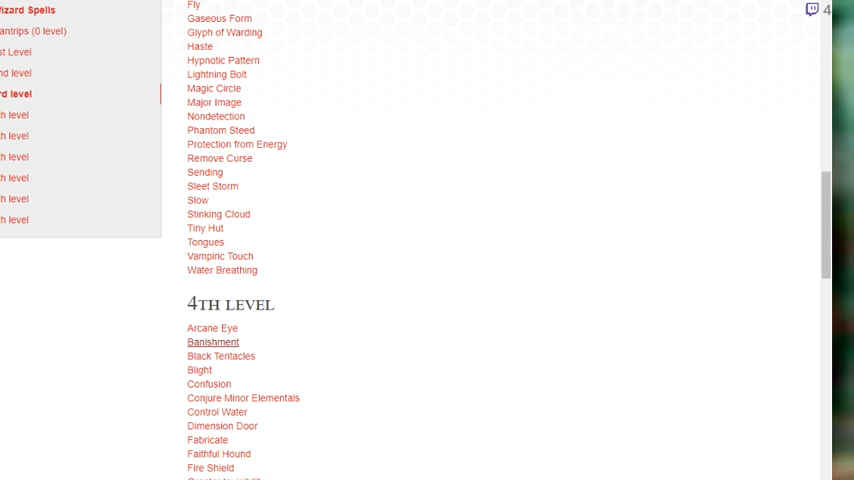 Wizard Spells
antrips (0 level)
st Level
nd level
rd level
th level
th level
th level
th level
th level
th level
Fly
Gaseous Form
Glyph of Warding
Haste
Hypnotic Pattern
Lightning Bolt
Magic Circle
Major Image
Nondetection
Phantom Steed
Protection from Energy
Remove Curse
Sending
Sleet Storm
Slow
Stinking Cloud
Tiny Hut
Tongues
Vampiric Touch
Water Breathing
4TH LEVEL
Arcane Eye
Banishment
Black Tentacles
Blight
Confusion
Conjure Minor Elementals
Control Water
Dimension Door
Fabricate
Faithful Hound
Fire Shield
Greater Invisibility
4